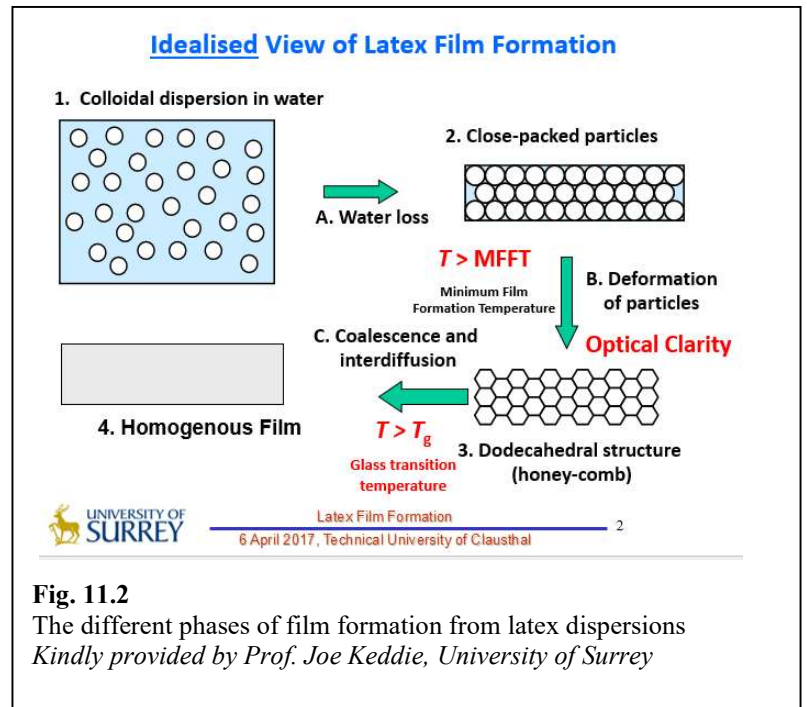 Idealised View of Latex Film Formation
1. Colloidal dispersion in water
2. Close-packed particles
A. Water loss
T > MFFT
Minimum Film
Formation Temperature
B. Deformation
of particles
Optical Clarity
C. Coalescence and
interdiffusion
4. Homogenous Film
T > Tg
Glass transition
temperature
3. Dodecahedral structure
(honey-comb)
UNIVERSITY OF
SURREY
Latex Film Formation
6 April 2017, Technical University of Clausthal
2
Fig. 11.2
The different phases of film formation from latex dispersions
Kindly provided by Prof. Joe Keddie, University of Surrey